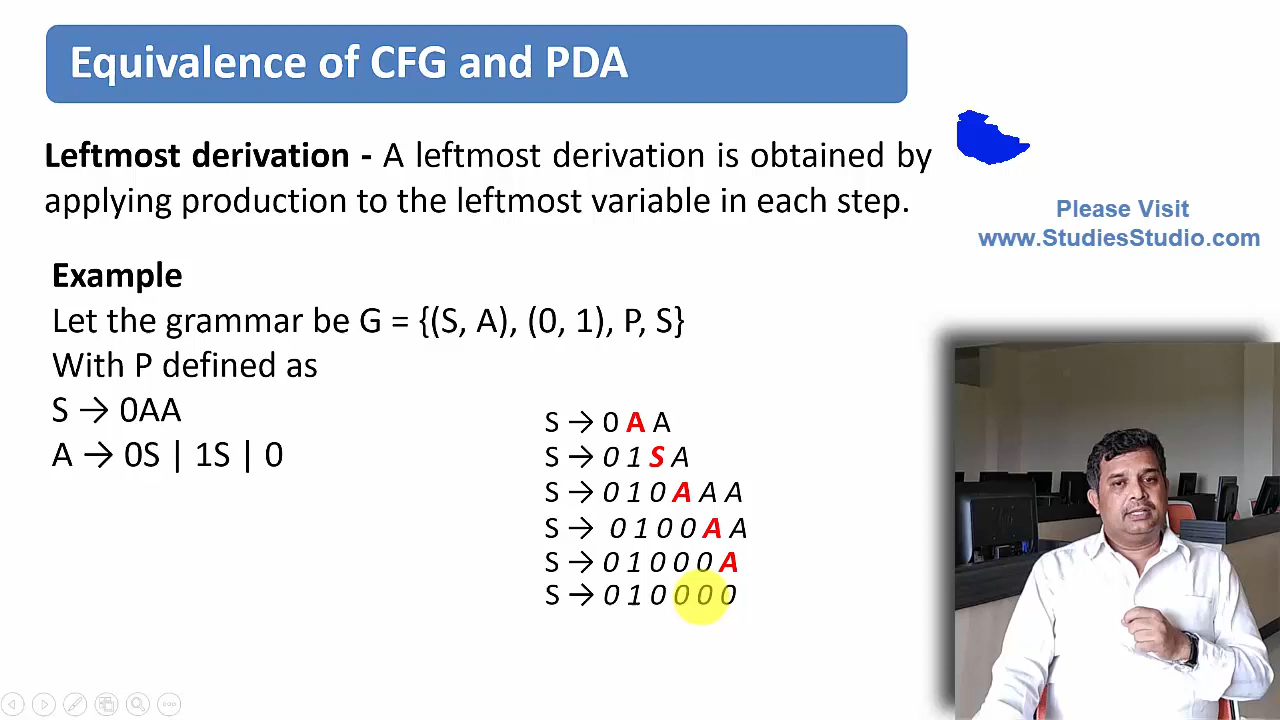 Equivalence of CFG and PDA
Leftmost derivation - A leftmost derivation is obtained by
applying production to the leftmost variable in each step.
Please Visit
www.StudiesStudio.com
Example
Let the grammar be G = {(S, A), (0, 1), P, S}
With P defined as
S → 0AA
A → 0S | 1S | 0
S → 0 A A
S → 0 1 S A
S → 0 1 0 A A A
S → 0 1 0 0 A A
S → 0 1 0 0 0 A
S → 0 1 0 0 0 0